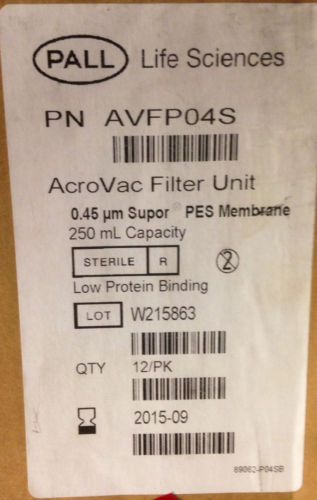 PALL Life Sciences
PN AVFP04S
AcroVac Filter Unit
0.45 µm Supor PES Membrane
250 mL Capacity
STERILE R 2
Low Protein Binding
LOT W215863
QTY 12/PK
2015-09
89062-P04SB